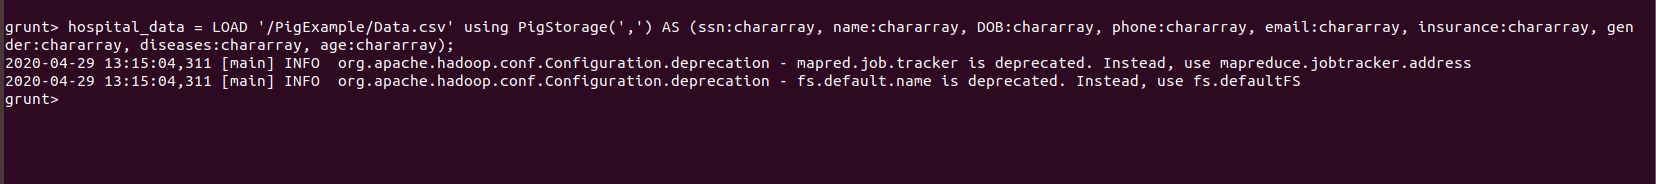 grunt> hospital_data = LOAD '/PigExample/Data.csv' using PigStorage(',') AS (ssn:chararray, name:chararray, DOB:chararray, phone:chararray, email:chararray, insurance:chararray, gen
der:chararray, diseases:chararray, age:chararray);
2020-04-29 13:15:04,311 [main] INFO  org.apache.hadoop.conf.Configuration.deprecation - mapred.job.tracker is deprecated. Instead, use mapreduce.jobtracker.address
2020-04-29 13:15:04,311 [main] INFO  org.apache.hadoop.conf.Configuration.deprecation - fs.default.name is deprecated. Instead, use fs.defaultFS
grunt>